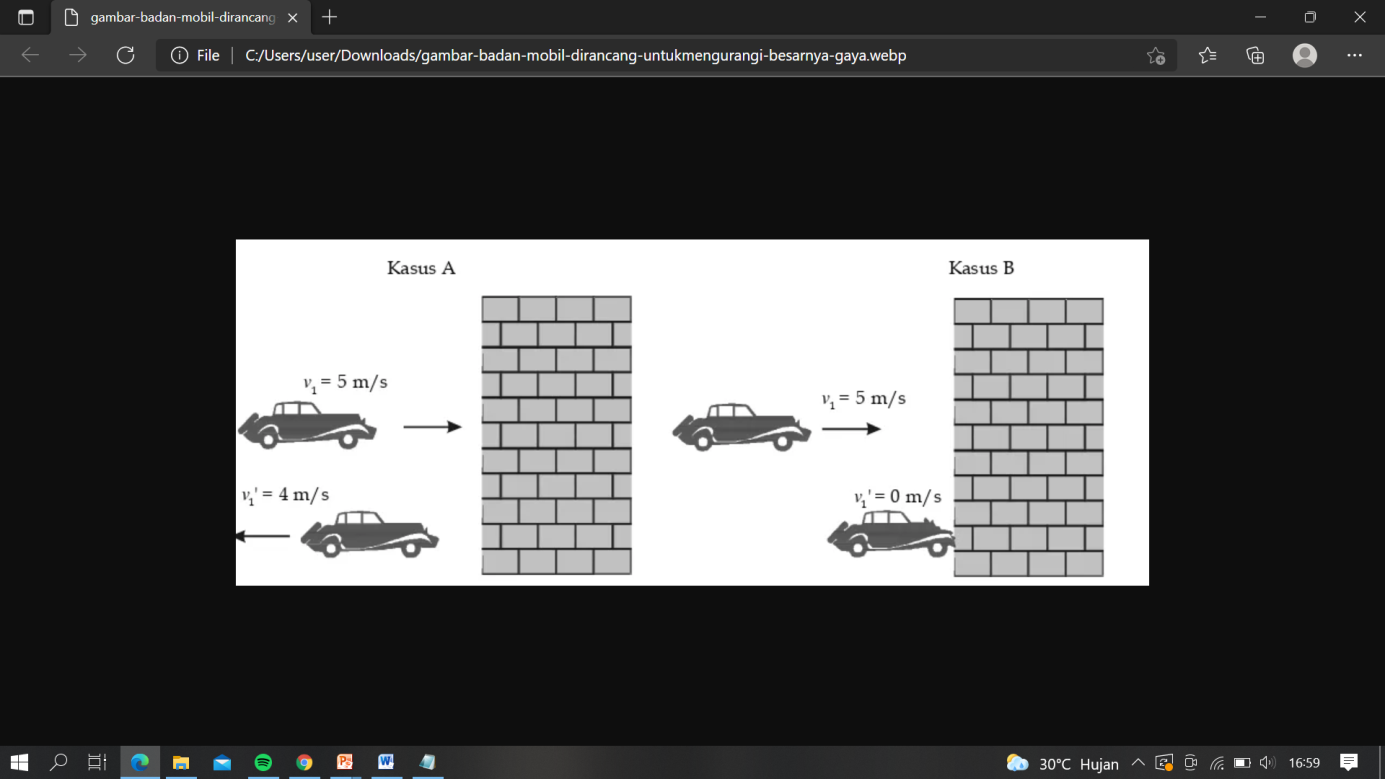 gambar-badan-mobil-dirancang
File
C:/Users/user/Downloads/gambar-badan-mobil-dirancang-untukmengurangi-besarnya-gaya.webp
Kasus A
Kasus B
v₁ = 5 m/s
v₁ = 5 m/s
v₁' = 4 m/s
v₁' = 0 m/s
30°C Hujan
16:59